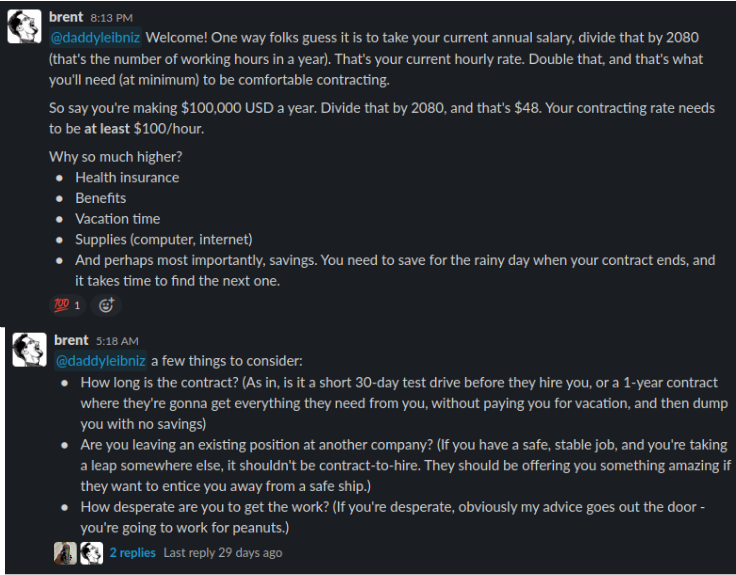 brent 8:13 PM
@daddyleibniz Welcome! One way folks guess it is to take your current annual salary, divide that by 2080
(that's the number of working hours in a year). That's your current hourly rate. Double that, and that's what
you'll need (at minimum) to be comfortable contracting.
So say you're making $100,000 USD a year. Divide that by 2080, and that's $48. Your contracting rate needs
to be at least $100/hour.
Why so much higher?
• Health insurance
• Benefits
• Vacation time
• Supplies (computer, internet)
• And perhaps most importantly, savings. You need to save for the rainy day when your contract ends, and
it takes time to find the next one.
💯 1
brent 5:18 AM
@daddyleibniz a few things to consider:
• How long is the contract? (As in, is it a short 30-day test drive before they hire you, or a 1-year contract
where they're gonna get everything they need from you, without paying you for vacation, and then dump
you with no savings)
• Are you leaving an existing position at another company? (If you have a safe, stable job, and you're taking
a leap somewhere else, it shouldn't be contract-to-hire. They should be offering you something amazing if
they want to entice you away from a safe ship.)
• How desperate are you to get the work? (If you're desperate, obviously my advice goes out the door -
you're going to work for peanuts.)
2 replies Last reply 29 days ago